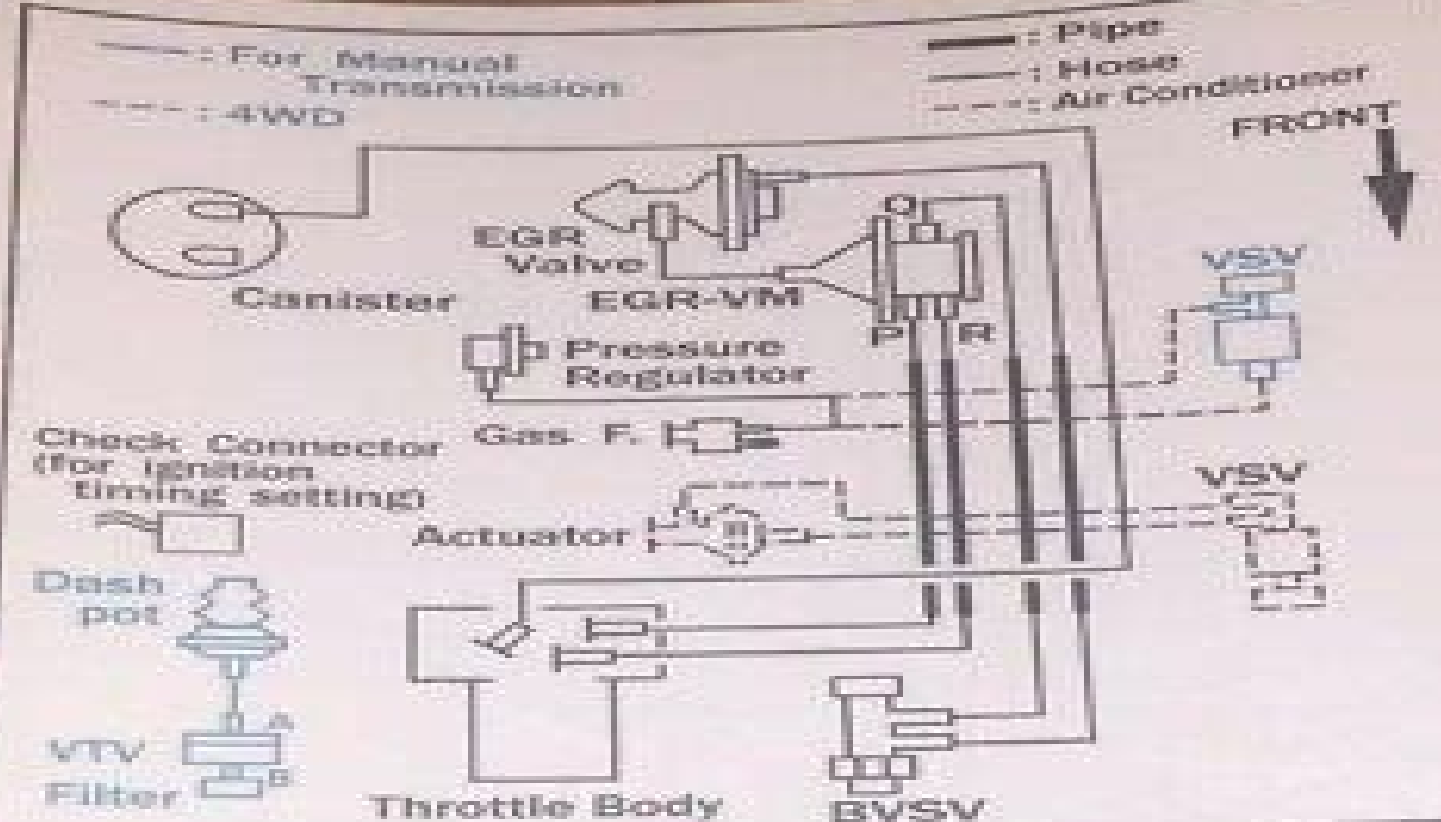 : For Manual
Transmission
: 4WD
: Pipe
: Hose
: Air Conditioner
FRONT
EGR
Valve
Canister
EGR-VM
Q
P R
VSV
Pressure
Regulator
Gas F.
Check Connector
(for ignition
timing setting)
VSV
Actuator
Dash
pot
A
VTV
B
Filter
Throttle Body
BVSV